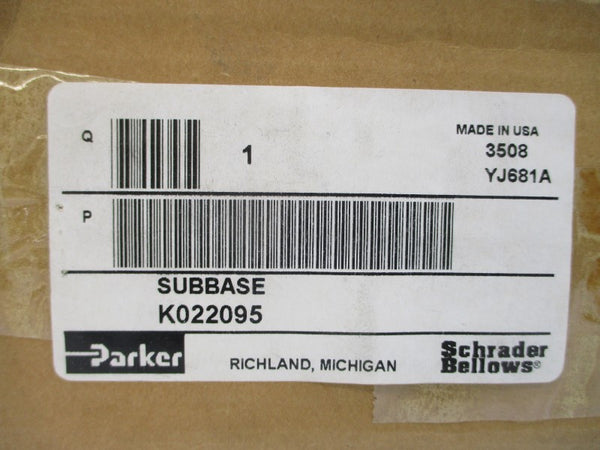 Q
1
MADE IN USA
3508
YJ681A
P
SUBBASE
K022095
Parker
RICHLAND, MICHIGAN
Schrader
Bellows®